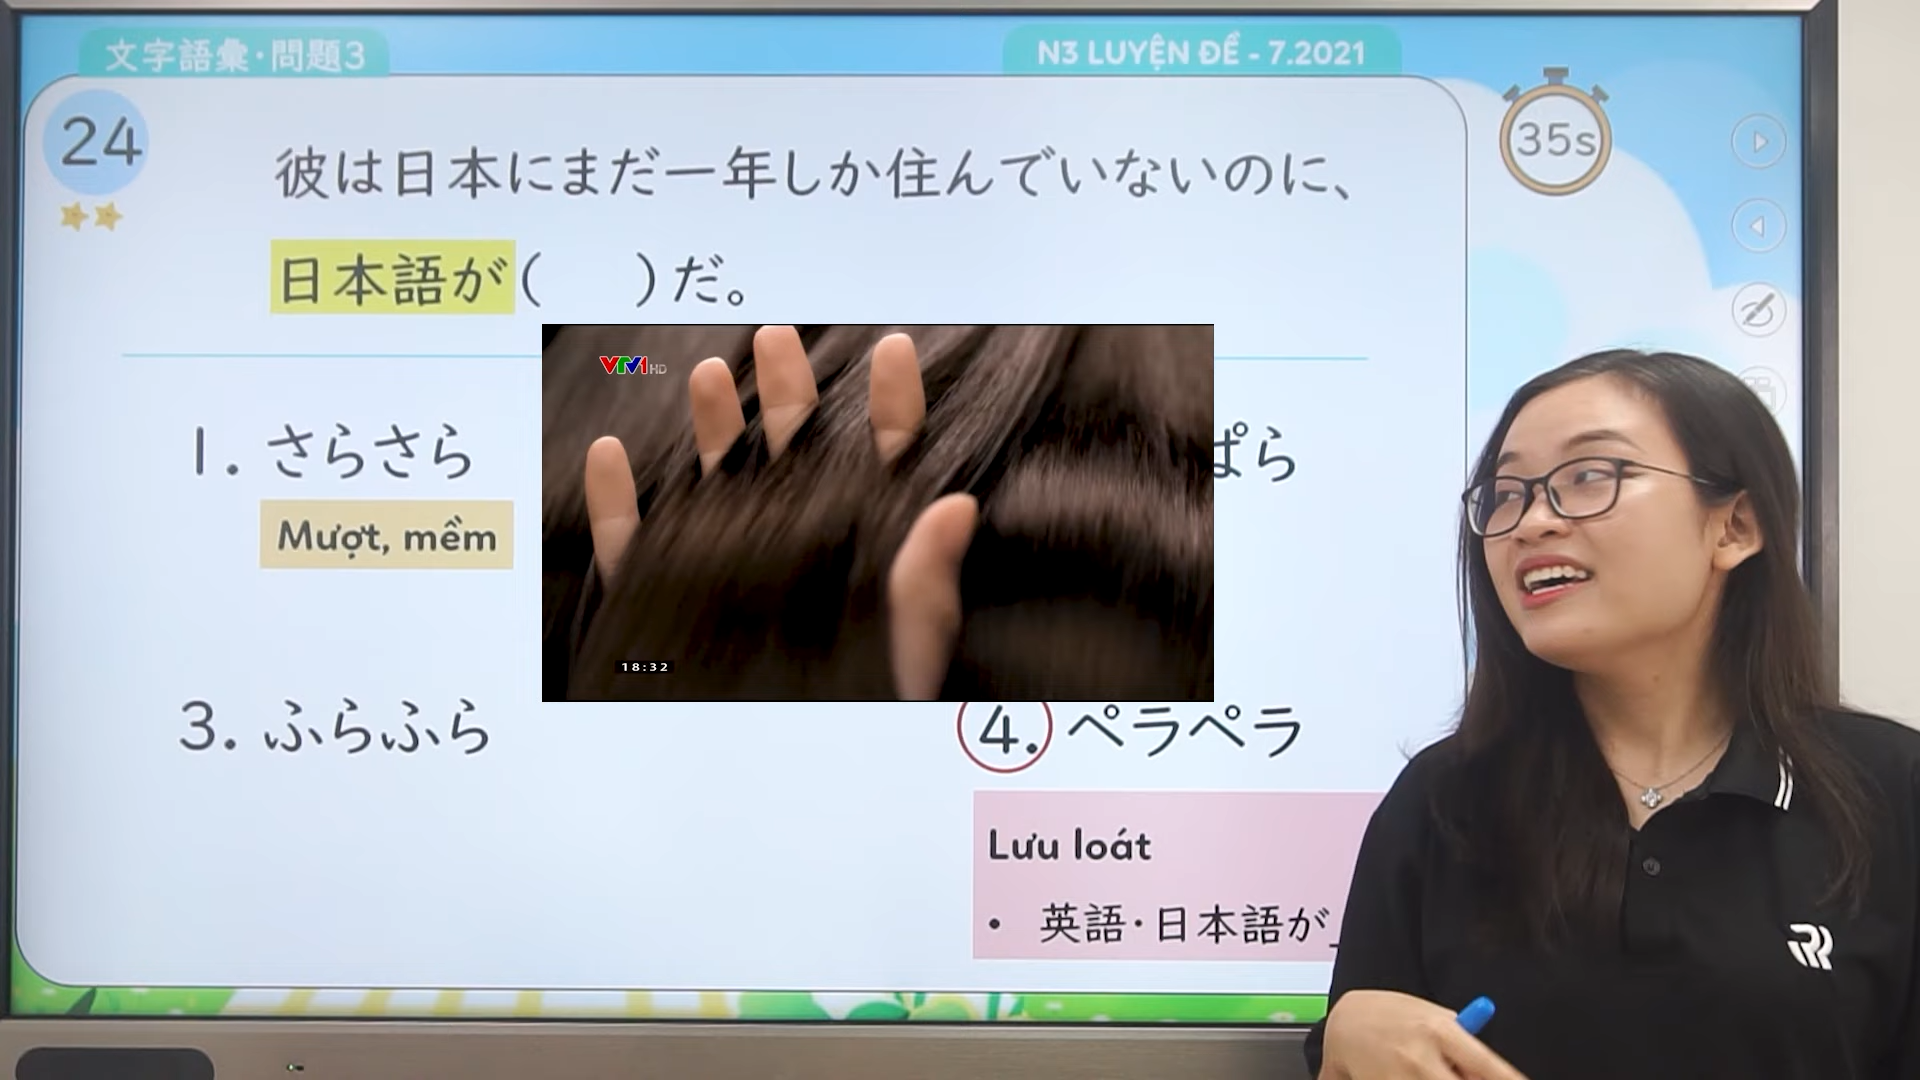 文字語彙·問題3
N3 LUYỆN ĐỀ - 7.2021
24
35s
彼は日本にまだ一年しか住んでいないのに、
日本語が(　　)だ。
VTV1 HD
1. さらさら
ぱら
Mượt, mềm
18:32
3. ふらふら
4. ペラペラ
Lưu loát
• 英語·日本語が_